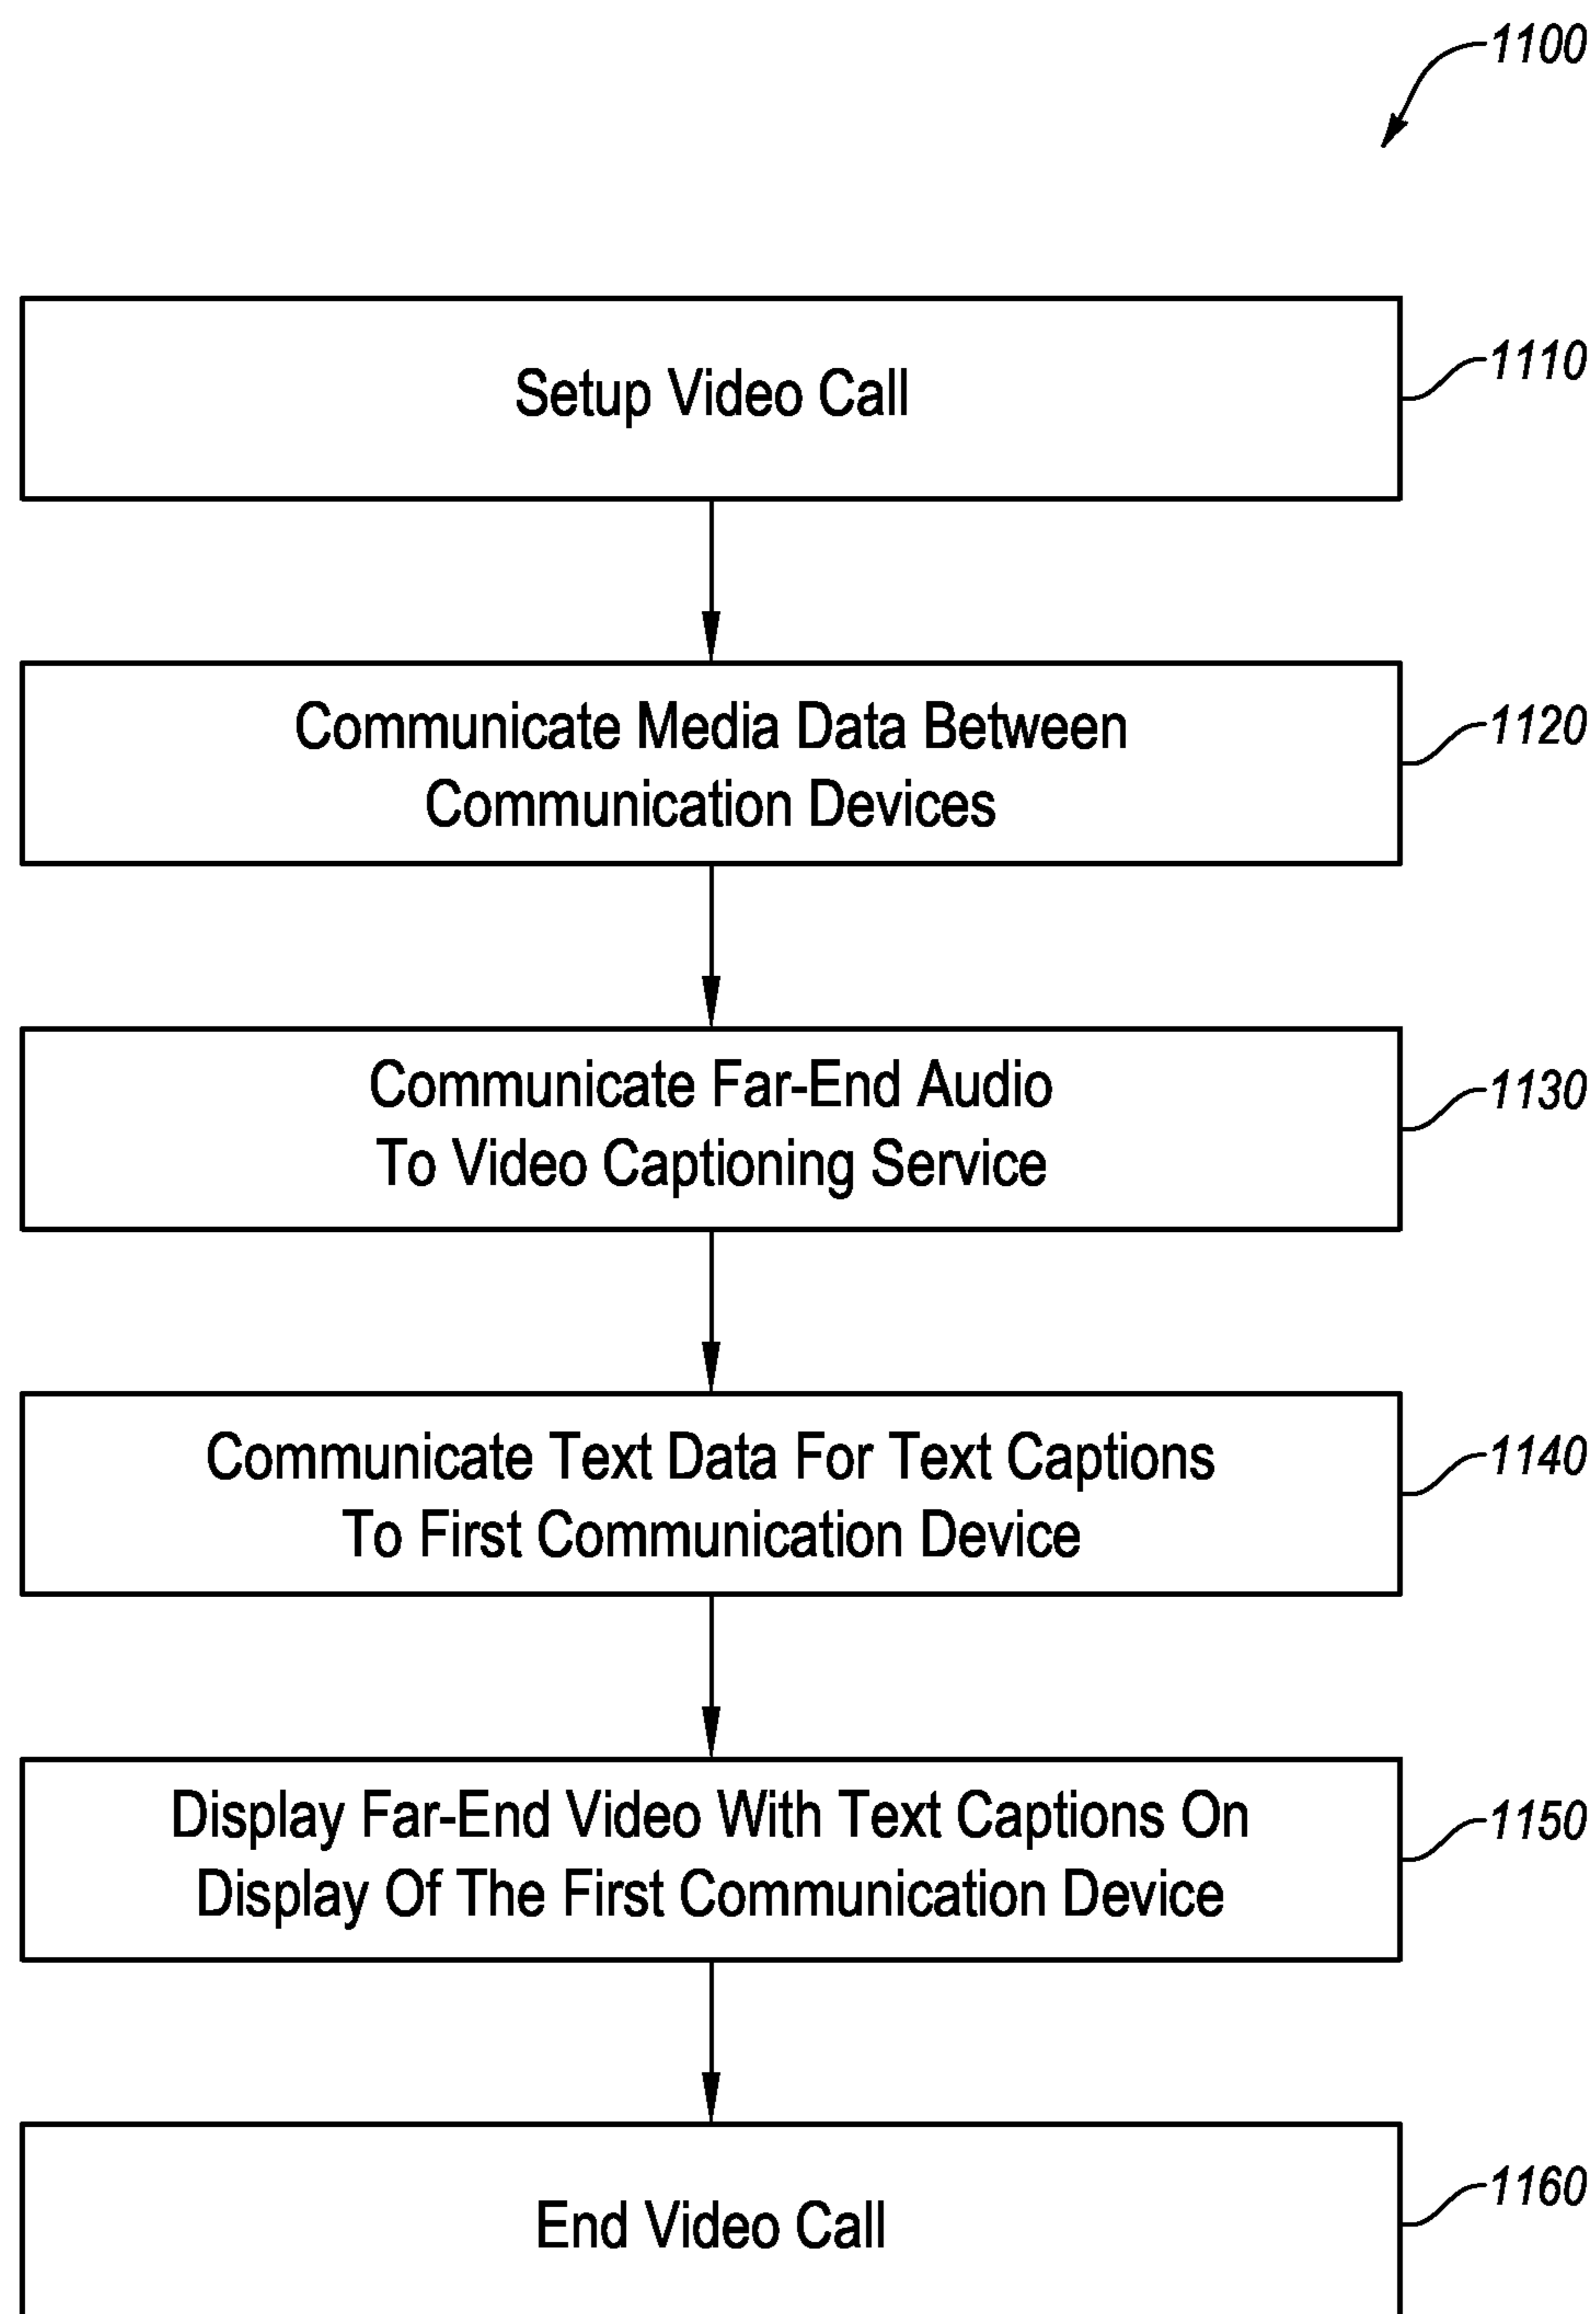 1100
Setup Video Call
1110
Communicate Media Data Between
Communication Devices
1120
Communicate Far-End Audio
To Video Captioning Service
1130
Communicate Text Data For Text Captions
To First Communication Device
1140
Display Far-End Video With Text Captions On
Display Of The First Communication Device
1150
End Video Call
1160